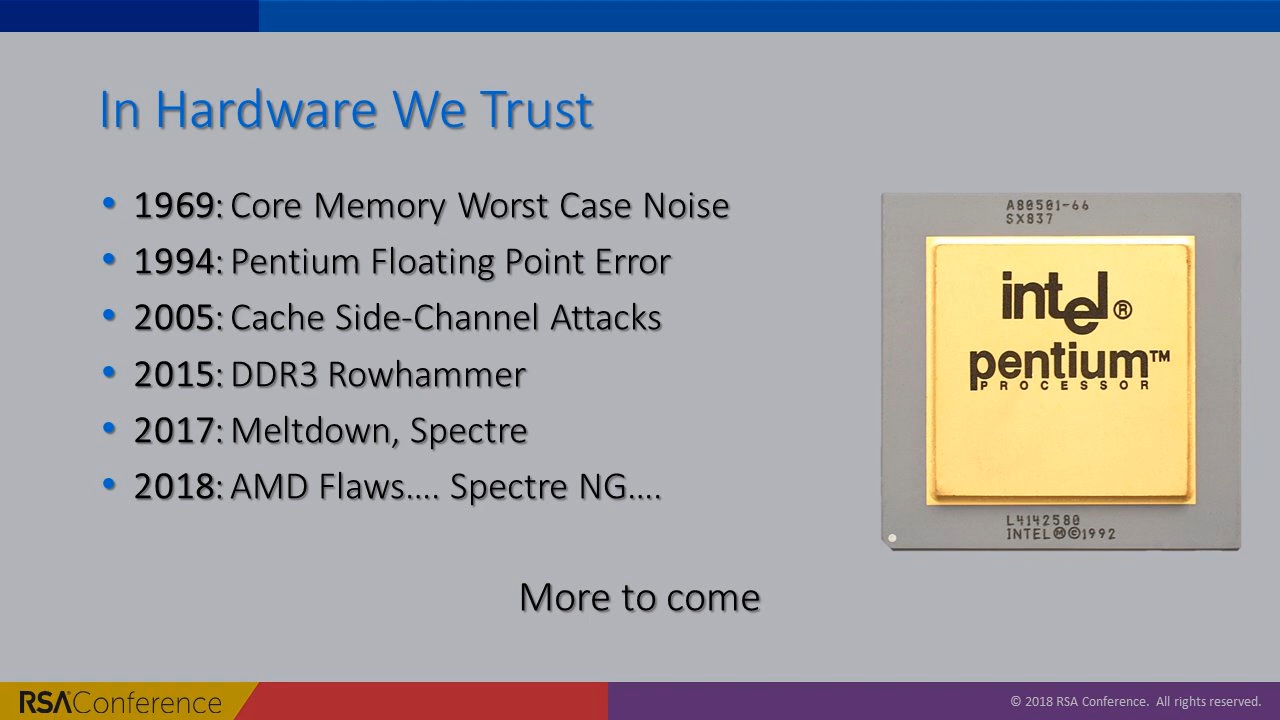 In Hardware We Trust
• 1969: Core Memory Worst Case Noise
• 1994: Pentium Floating Point Error
• 2005: Cache Side-Channel Attacks
• 2015: DDR3 Rowhammer
• 2017: Meltdown, Spectre
• 2018: AMD Flaws.... Spectre NG....
A80501-66
SX837
intel®
pentium™
PROCESSOR
L4142580
INTELⓂ©1992
More to come
RSAConference
© 2018 RSA Conference. All rights reserved.